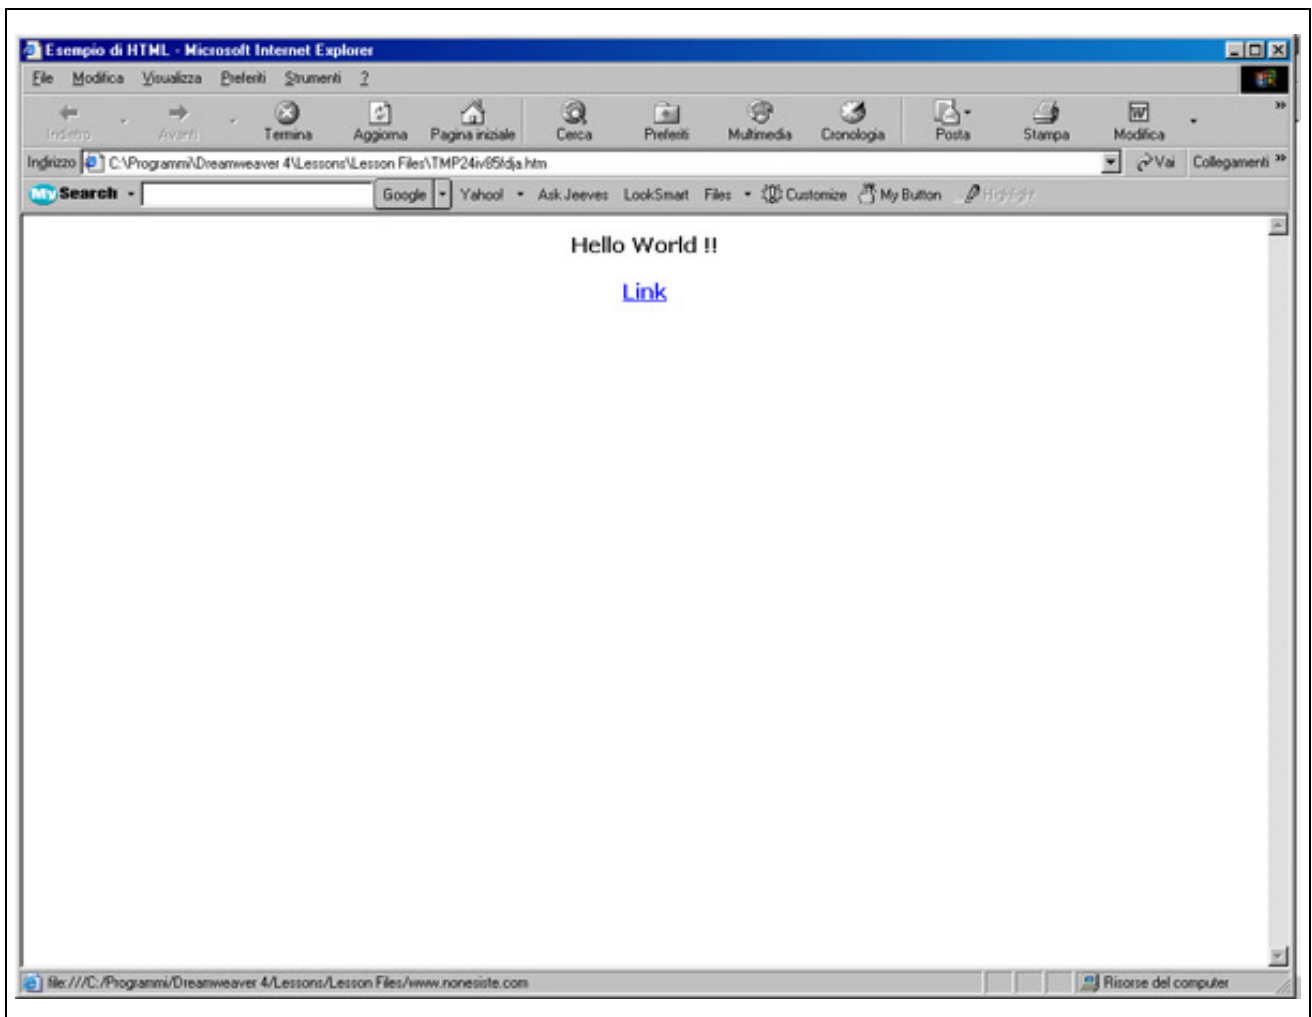 Esempio di HTML - Microsoft Internet Explorer
File Modifica Visualizza Preferiti Strumenti ?
Indietro Avanti Termina Aggiorna Pagina iniziale Cerca Preferiti Multimedia Cronologia Posta Stampa Modifica »
Indirizzo C:\Programmi\Dreamweaver 4\Lessons\Lesson Files\TMP24iv85fdja.htm Vai Collegamenti »
My Search Google Yahoo! Ask Jeeves LookSmart Files Customize My Button Highlight
Hello World !!
Link
file:///C:/Programmi/Dreamweaver 4/Lessons/Lesson Files/www.nonesiste.com Risorse del computer